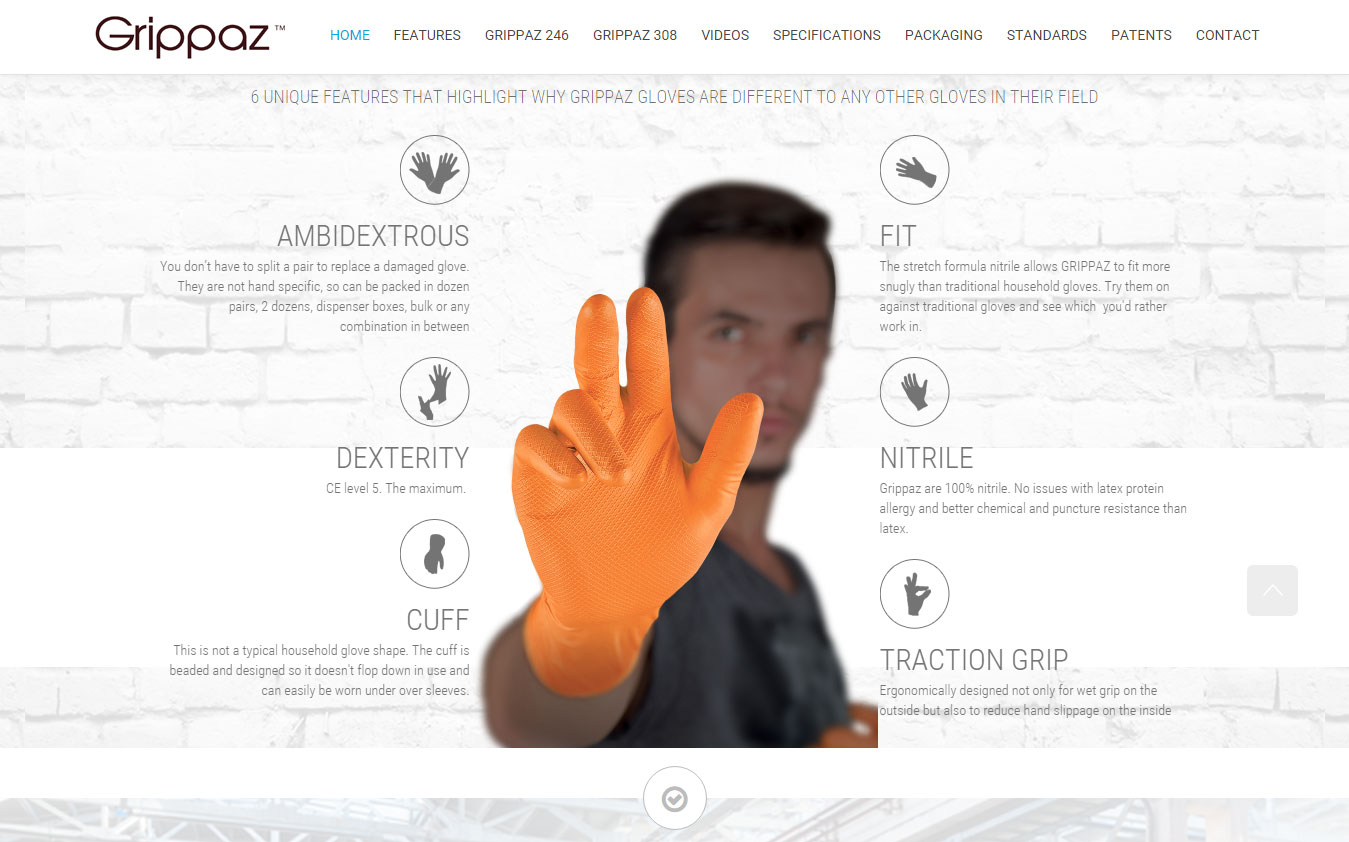 Grippaz™
HOME FEATURES GRIPPAZ 246 GRIPPAZ 308 VIDEOS SPECIFICATIONS PACKAGING STANDARDS PATENTS CONTACT
6 UNIQUE FEATURES THAT HIGHLIGHT WHY GRIPPAZ GLOVES ARE DIFFERENT TO ANY OTHER GLOVES IN THEIR FIELD
AMBIDEXTROUS
You don't have to split a pair to replace a damaged glove.
They are not hand specific, so can be packed in dozen
pairs, 2 dozens, dispenser boxes, bulk or any
combination in between
DEXTERITY
CE level 5. The maximum.
CUFF
This is not a typical household glove shape. The cuff is
beaded and designed so it doesn't flop down in use and
can easily be worn under over sleeves.
FIT
The stretch formula nitrile allows GRIPPAZ to fit more
snugly than traditional household gloves. Try them on
against traditional gloves and see which you'd rather
work in.
NITRILE
Grippaz are 100% nitrile. No issues with latex protein
allergy and better chemical and puncture resistance than
latex.
TRACTION GRIP
Ergonomically designed not only for wet grip on the
outside but also to reduce hand slippage on the inside